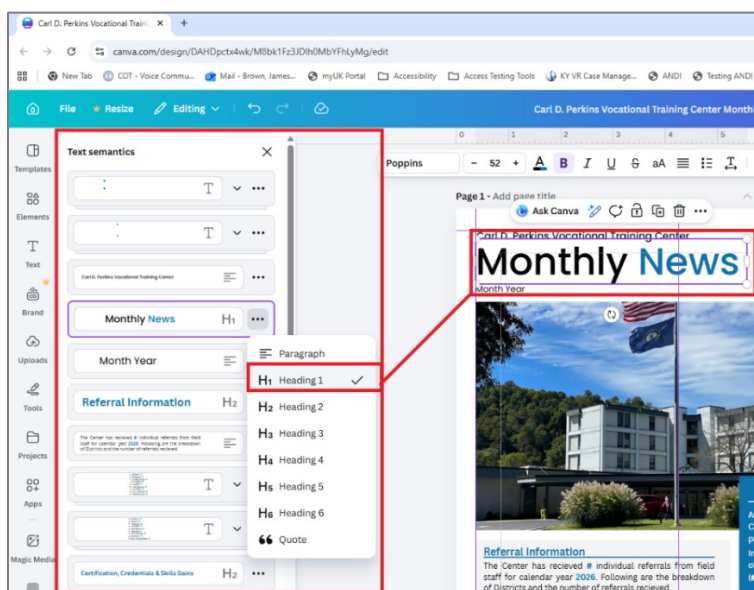 Carl D. Perkins Vocational Traini
canva.com/design/DAHDpctx4wk/M8bk1Fz3JDIh0MbYFhLyMg/edit
New Tab COT - Voice Commu... Mail - Brown, James... myUK Portal Accessibility Access Testing Tools KY VR Case Manage... ANDI Testing ANDI
File Resize Editing Carl D. Perkins Vocational Training Center Month
Templates
Elements
Text
Brand
Uploads
Tools
Projects
Apps
Magic Media
Text semantics
T
T
Carl D. Perkins Vocational Training Center
Monthly News H1
Month Year
Referral Information H2
The Center has recieved # individual referrals from field
staff for calendar year 2026. Following are the breakdown
of Districts and the number of referrals recieved.
T
T
Certification, Credentials & Skills Gains H2
Paragraph
H1 Heading 1
H2 Heading 2
H3 Heading 3
H4 Heading 4
H5 Heading 5
H6 Heading 6
Quote
0 1 2 3 4 5
Poppins - 52 + A B I U S aA
Page 1 - Add page title
Ask Canva
Carl D. Perkins Vocational Training Center
Monthly News
Month Year
Referral Information
The Center has recieved # individual referrals from field
staff for calendar year 2026. Following are the breakdown
of Districts and the number of referrals recieved